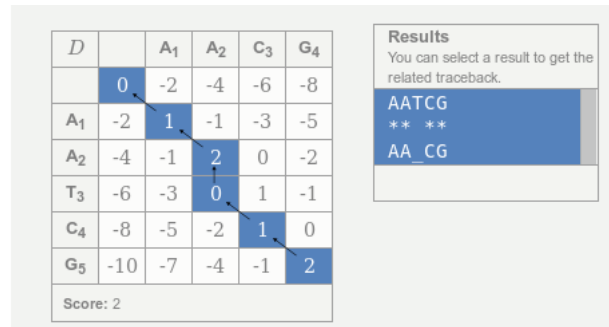 D A₁ A₂ C₃ G₄
0 -2 -4 -6 -8
A₁ -2 1 -1 -3 -5
A₂ -4 -1 2 0 -2
T₃ -6 -3 0 1 -1
C₄ -8 -5 -2 1 0
G₅ -10 -7 -4 -1 2
Score: 2
Results
You can select a result to get the
related traceback.
AATCG
** **
AA_CG